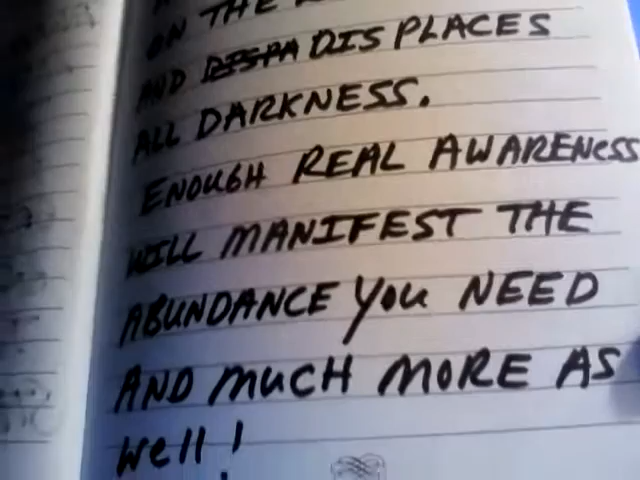 ON THE
AND DISPLACES
ALL DARKNESS.
ENOUGH REAL AWARENESS
WILL MANIFEST THE
ABUNDANCE YOU NEED
AND MUCH MORE AS
Well!